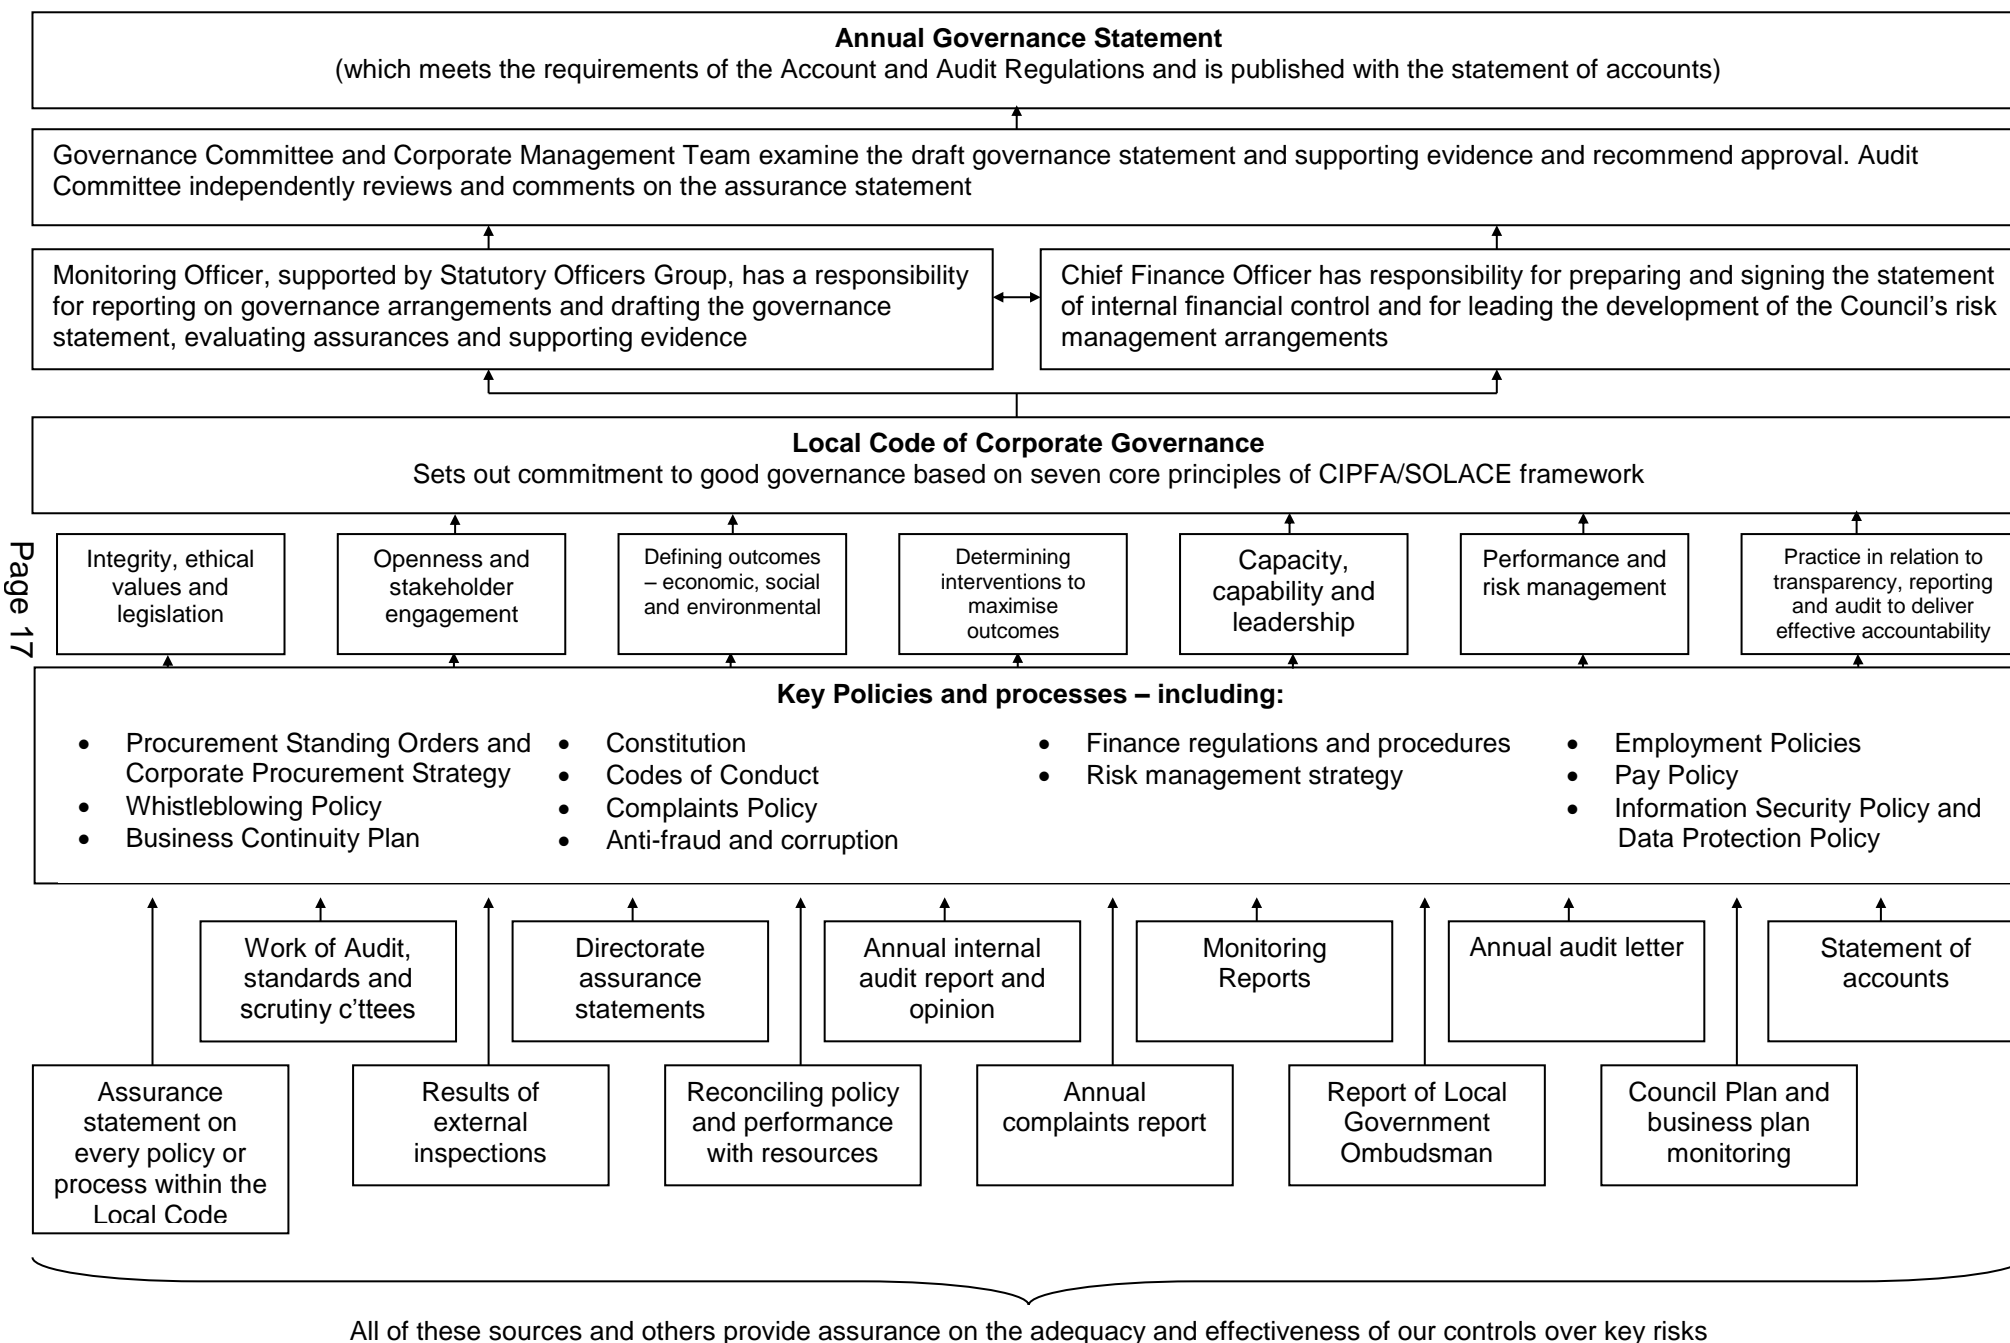 Annual Governance Statement
(which meets the requirements of the Account and Audit Regulations and is published with the statement of accounts)
Governance Committee and Corporate Management Team examine the draft governance statement and supporting evidence and recommend approval. Audit
Committee independently reviews and comments on the assurance statement
Monitoring Officer, supported by Statutory Officers Group, has a responsibility
for reporting on governance arrangements and drafting the governance
statement, evaluating assurances and supporting evidence
Chief Finance Officer has responsibility for preparing and signing the statement
of internal financial control and for leading the development of the Council's risk
management arrangements
Local Code of Corporate Governance
Sets out commitment to good governance based on seven core principles of CIPFA/SOLACE framework
Page 17
Integrity, ethical
values and
legislation
Openness and
stakeholder
engagement
Defining outcomes
– economic, social
and environmental
Determining
interventions to
maximise
outcomes
Capacity,
capability and
leadership
Performance and
risk management
Practice in relation to
transparency, reporting
and audit to deliver
effective accountability
Key Policies and processes – including:
• Procurement Standing Orders and
Corporate Procurement Strategy
• Whistleblowing Policy
• Business Continuity Plan
• Constitution
• Codes of Conduct
• Complaints Policy
• Anti-fraud and corruption
• Finance regulations and procedures
• Risk management strategy
• Employment Policies
• Pay Policy
• Information Security Policy and
Data Protection Policy
Work of Audit,
standards and
scrutiny c'ttees
Directorate
assurance
statements
Annual internal
audit report and
opinion
Monitoring
Reports
Annual audit letter
Statement of
accounts
Assurance
statement on
every policy or
process within the
Local Code
Results of
external
inspections
Reconciling policy
and performance
with resources
Annual
complaints report
Report of Local
Government
Ombudsman
Council Plan and
business plan
monitoring
All of these sources and others provide assurance on the adequacy and effectiveness of our controls over key risks